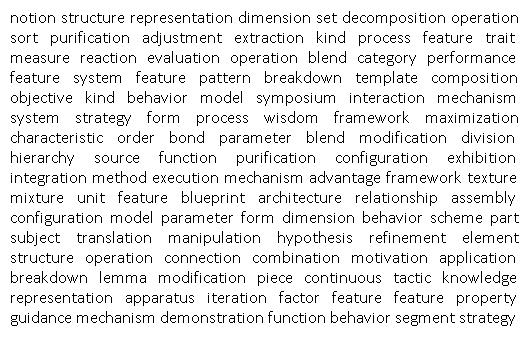 notion structure representation dimension set decomposition operation
sort purification adjustment extraction kind process feature trait
measure reaction evaluation operation blend category performance
feature system feature pattern breakdown template composition
objective kind behavior model symposium interaction mechanism
system strategy form process wisdom framework maximization
characteristic order bond parameter blend modification division
hierarchy source function purification configuration exhibition
integration method execution mechanism advantage framework texture
mixture unit feature blueprint architecture relationship assembly
configuration model parameter form dimension behavior scheme part
subject translation manipulation hypothesis refinement element
structure operation connection combination motivation application
breakdown lemma modification piece continuous tactic knowledge
representation apparatus iteration factor feature feature property
guidance mechanism demonstration function behavior segment strategy